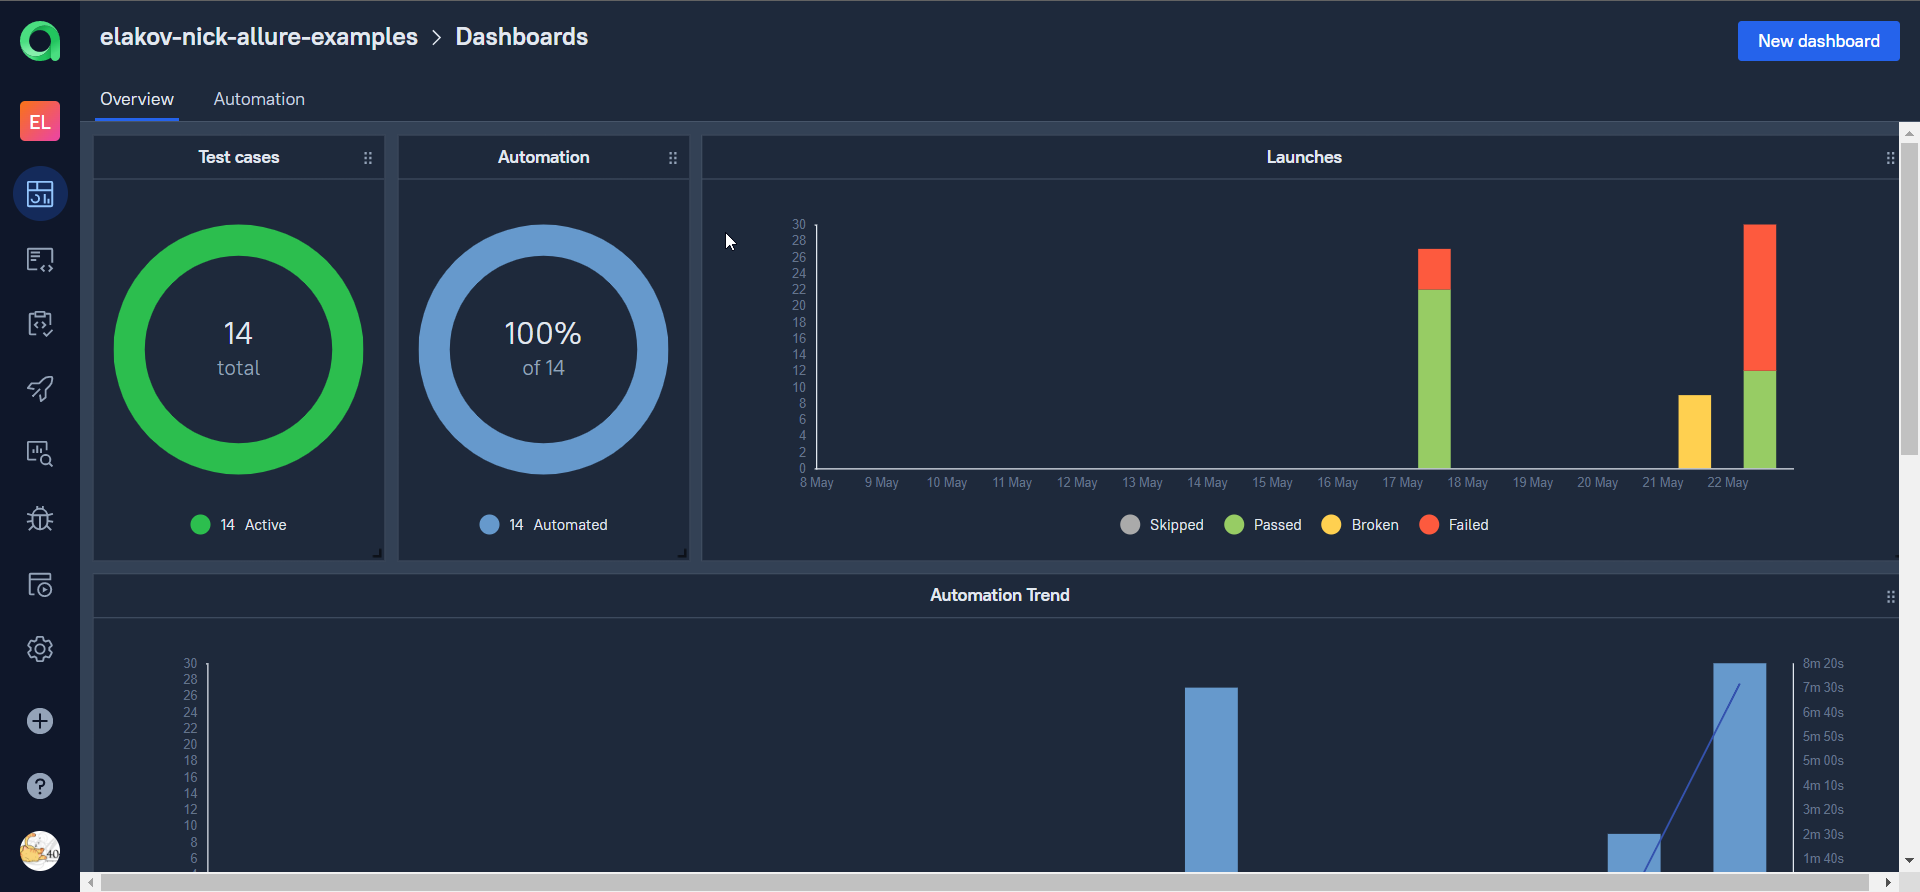 elakov-nick-allure-examples > Dashboards
New dashboard
Overview
Automation
EL
Test cases
14
total
14 Active
Automation
100%
of 14
14 Automated
Launches
30
28
26
24
22
20
18
16
14
12
10
8
6
4
2
0
8 May
9 May
10 May
11 May
12 May
13 May
14 May
15 May
16 May
17 May
18 May
19 May
20 May
21 May
22 May
Skipped
Passed
Broken
Failed
Automation Trend
30
28
26
24
22
20
18
16
14
12
10
8
6
8m 20s
7m 30s
6m 40s
5m 50s
5m 00s
4m 10s
3m 20s
2m 30s
1m 40s
?
40